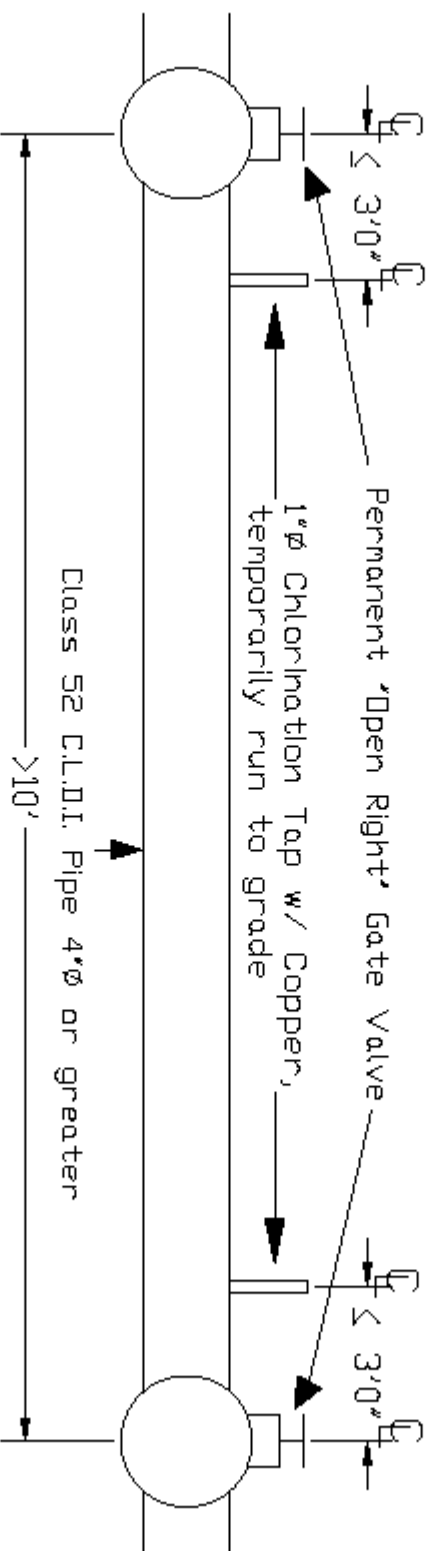 ℄ ℄ ℄ ℄
≤ 3'0" ≤ 3'0"
Permanent 'Open Right' Gate Valve
1"ø Chlorination Tap w/ Copper,
temporarily run to grade
Class 52 C.L.D.I. Pipe 4"ø or greater
>10'